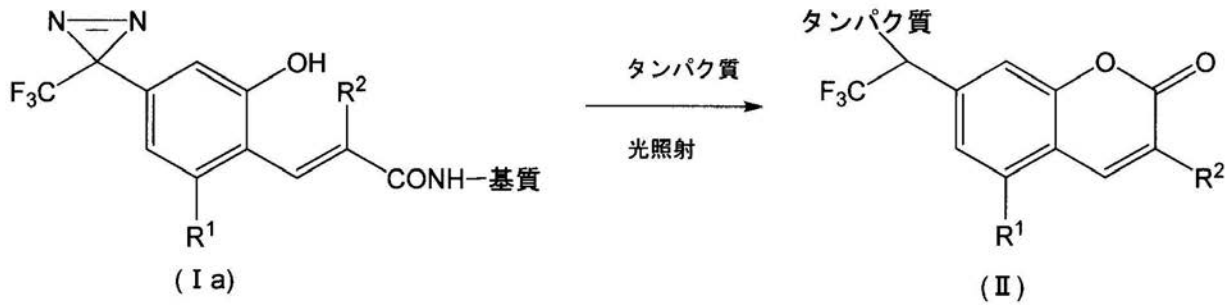 N=N
F₃C
OH
R²
CONH−基質
R¹
(Ⅰa)
タンパク質
光照射
タンパク質
F₃C
O
O
R²
R¹
(Ⅱ)